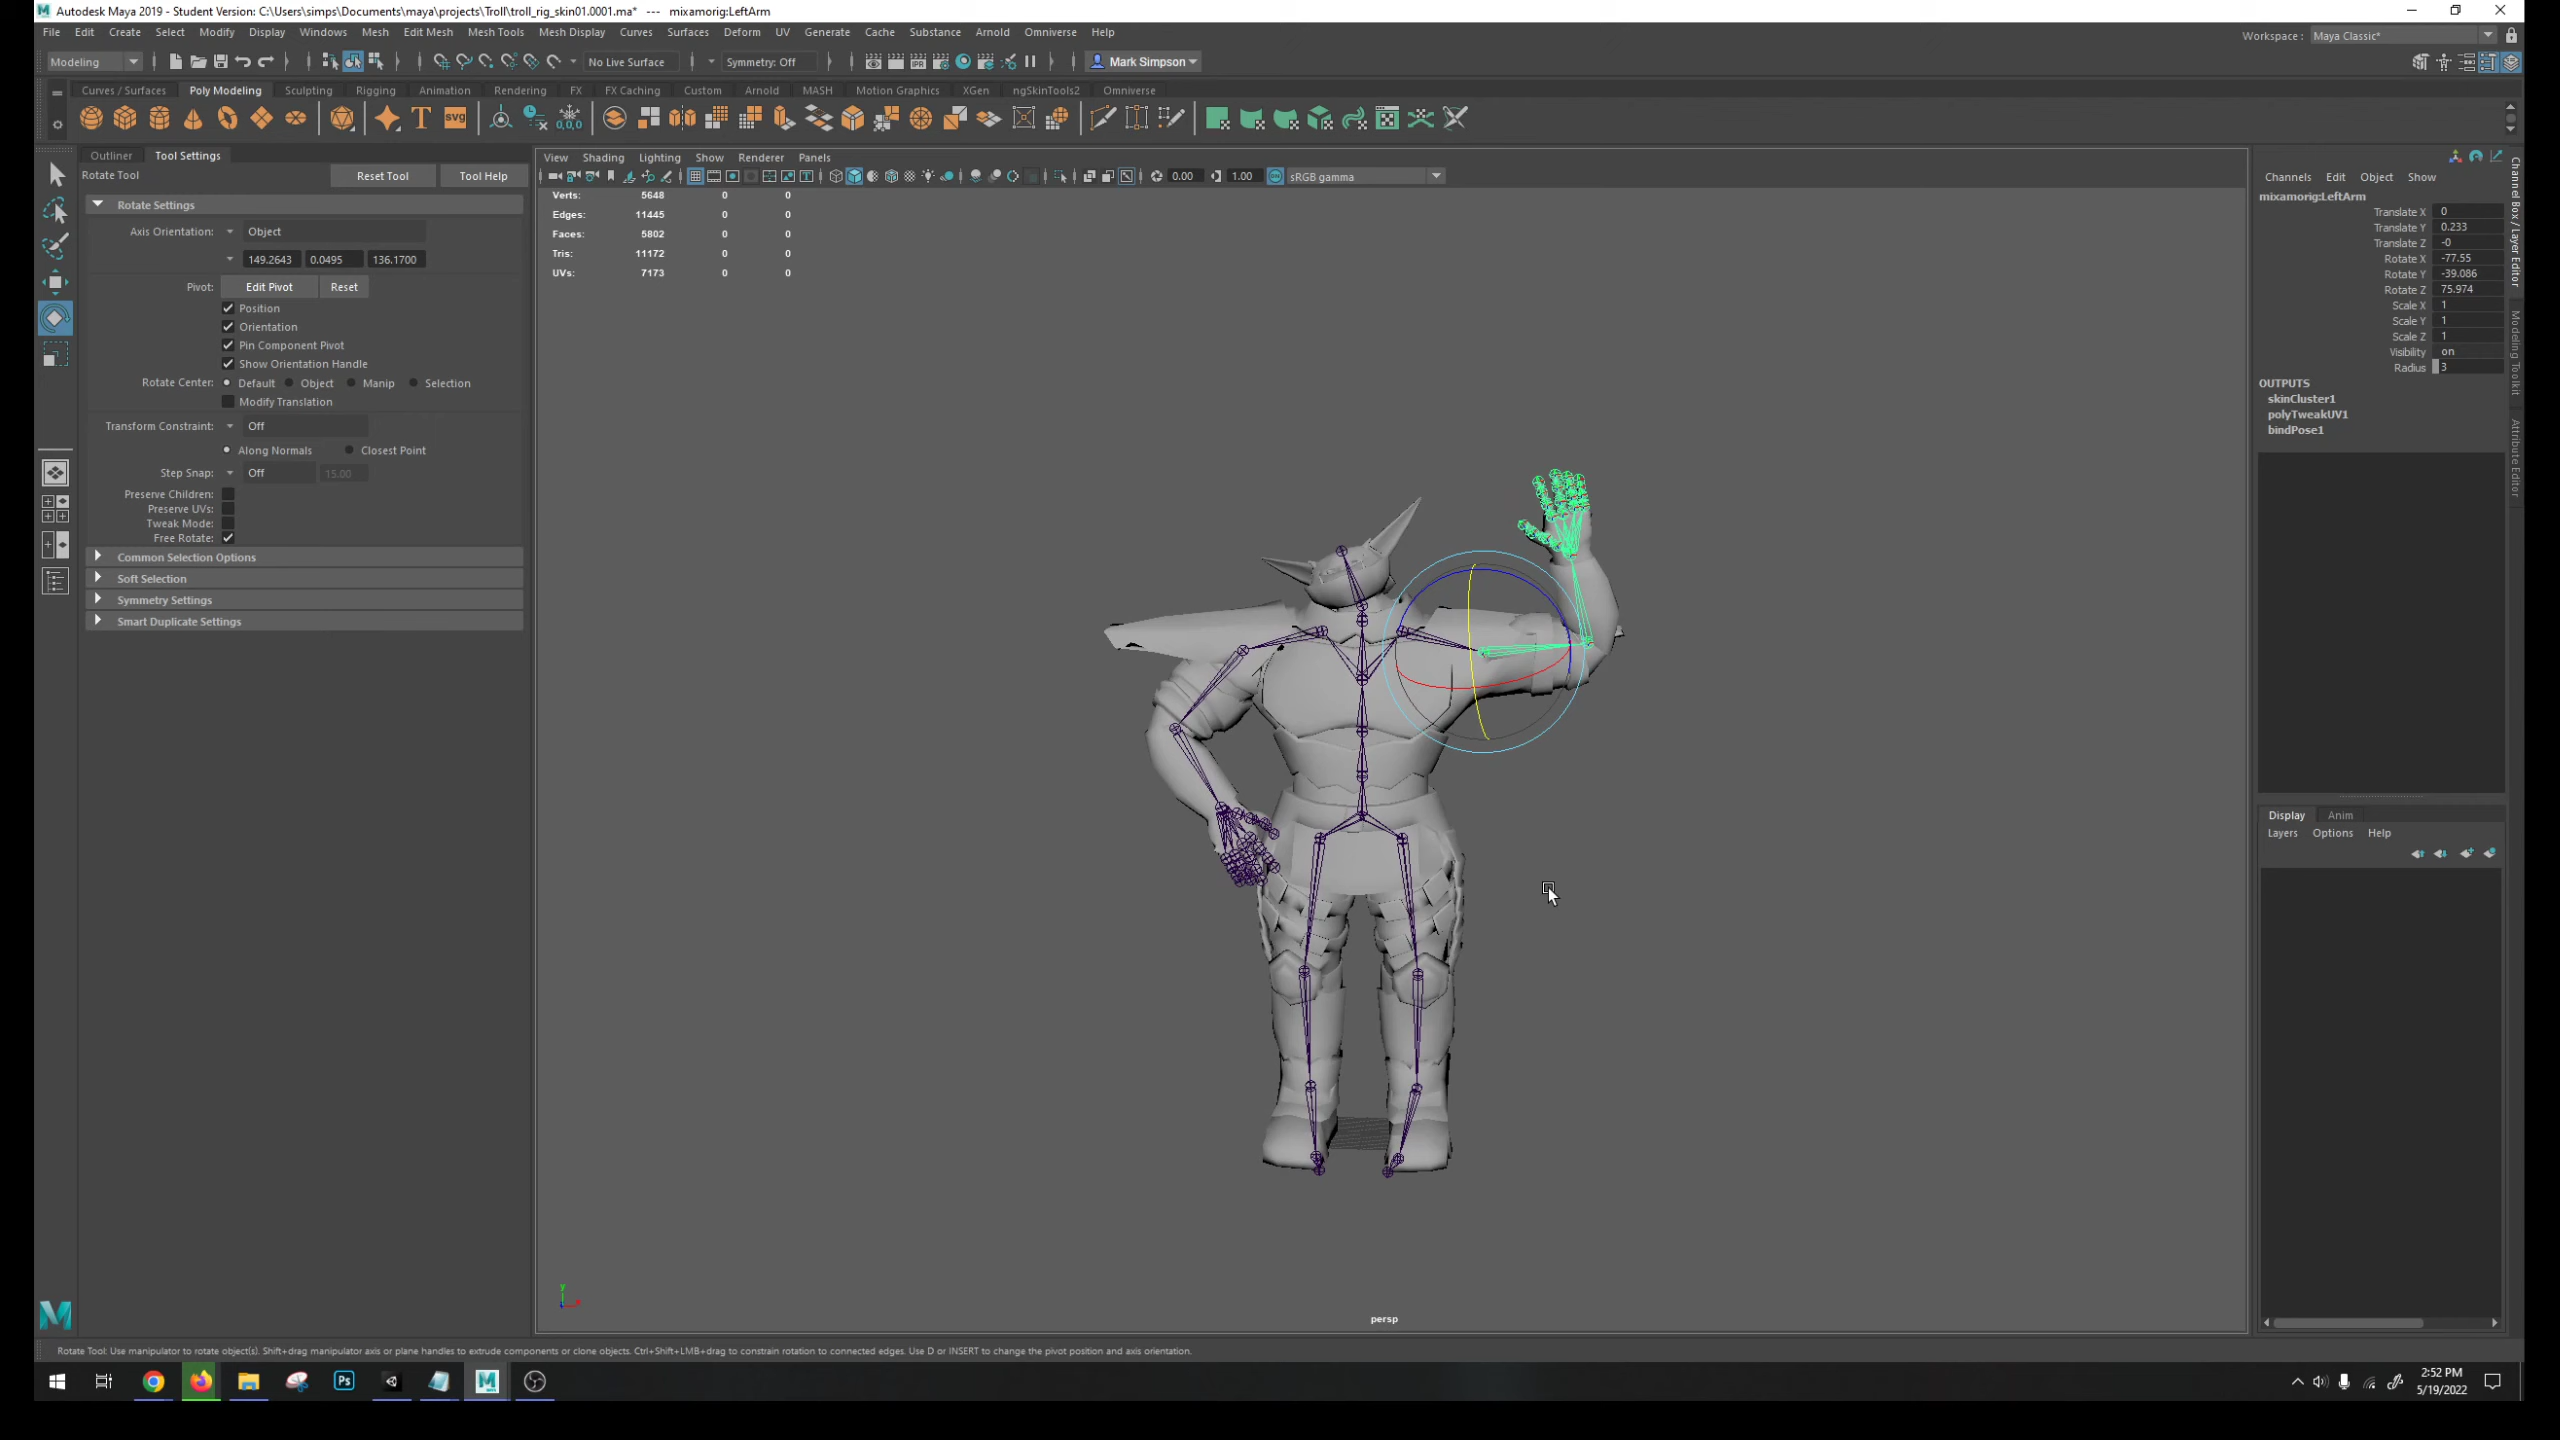 Autodesk Maya 2019 - Student Version: C:\Users\simps\Documents\maya\projects\Troll\troll_rig_skin01.0001.ma* --- mixamorig:LeftArm
File Edit Create Select Modify Display Windows Mesh Edit Mesh Mesh Tools Mesh Display Curves Surfaces Deform UV Generate Cache Substance Arnold Omniverse Help
Workspace : Maya Classic*
Modeling No Live Surface Symmetry: Off Mark Simpson
Curves / Surfaces Poly Modeling Sculpting Rigging Animation Rendering FX FX Caching Custom Arnold MASH Motion Graphics XGen ngSkinTools2 Omniverse
T SVG 0,0,0
Outliner Tool Settings
Rotate Tool Reset Tool Tool Help
Rotate Settings
Axis Orientation: Object
149.2643 0.0495 136.1700
Pivot: Edit Pivot Reset
Position
Orientation
Pin Component Pivot
Show Orientation Handle
Rotate Center: Default Object Manip Selection
Modify Translation
Transform Constraint: Off
Along Normals Closest Point
Step Snap: Off 15.00
Preserve Children:
Preserve UVs:
Tweak Mode:
Free Rotate:
Common Selection Options
Soft Selection
Symmetry Settings
Smart Duplicate Settings
View Shading Lighting Show Renderer Panels
0.00 1.00 sRGB gamma
Verts: 5648 0 0
Edges: 11445 0 0
Faces: 5802 0 0
Tris: 11172 0 0
UVs: 7173 0 0
y
persp
Channels Edit Object Show
mixamorig:LeftArm
Translate X 0
Translate Y 0.233
Translate Z -0
Rotate X -77.55
Rotate Y -39.086
Rotate Z 75.974
Scale X 1
Scale Y 1
Scale Z 1
Visibility on
Radius 3
OUTPUTS
skinCluster1
polyTweakUV1
bindPose1
Channel Box / Layer Editor
Modeling Toolkit
Attribute Editor
Display Anim
Layers Options Help
Rotate Tool: Use manipulator to rotate object(s). Shift+drag manipulator axis or plane handles to extrude components or clone objects. Ctrl+Shift+LMB+drag to constrain rotation to connected edges. Use D or INSERT to change the pivot position and axis orientation.
Ps M
2:52 PM
5/19/2022